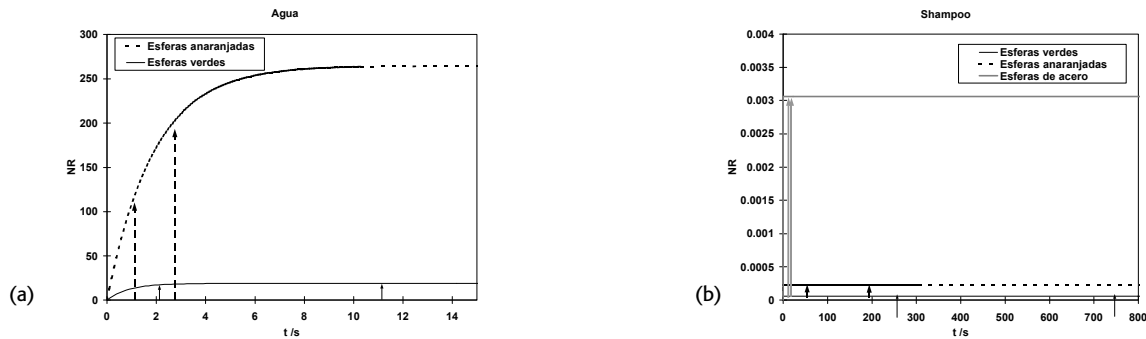 Agua
300
250
200
150
100
50
0
NR
Esferas anaranjadas
Esferas verdes
0 2 4 6 8 10 12 14
t /s
(a)
Shampoo
0.004
0.0035
0.003
0.0025
0.002
0.0015
0.001
0.0005
0
NR
Esferas verdes
Esferas anaranjadas
Esferas de acero
0 100 200 300 400 500 600 700 800
t /s
(b)